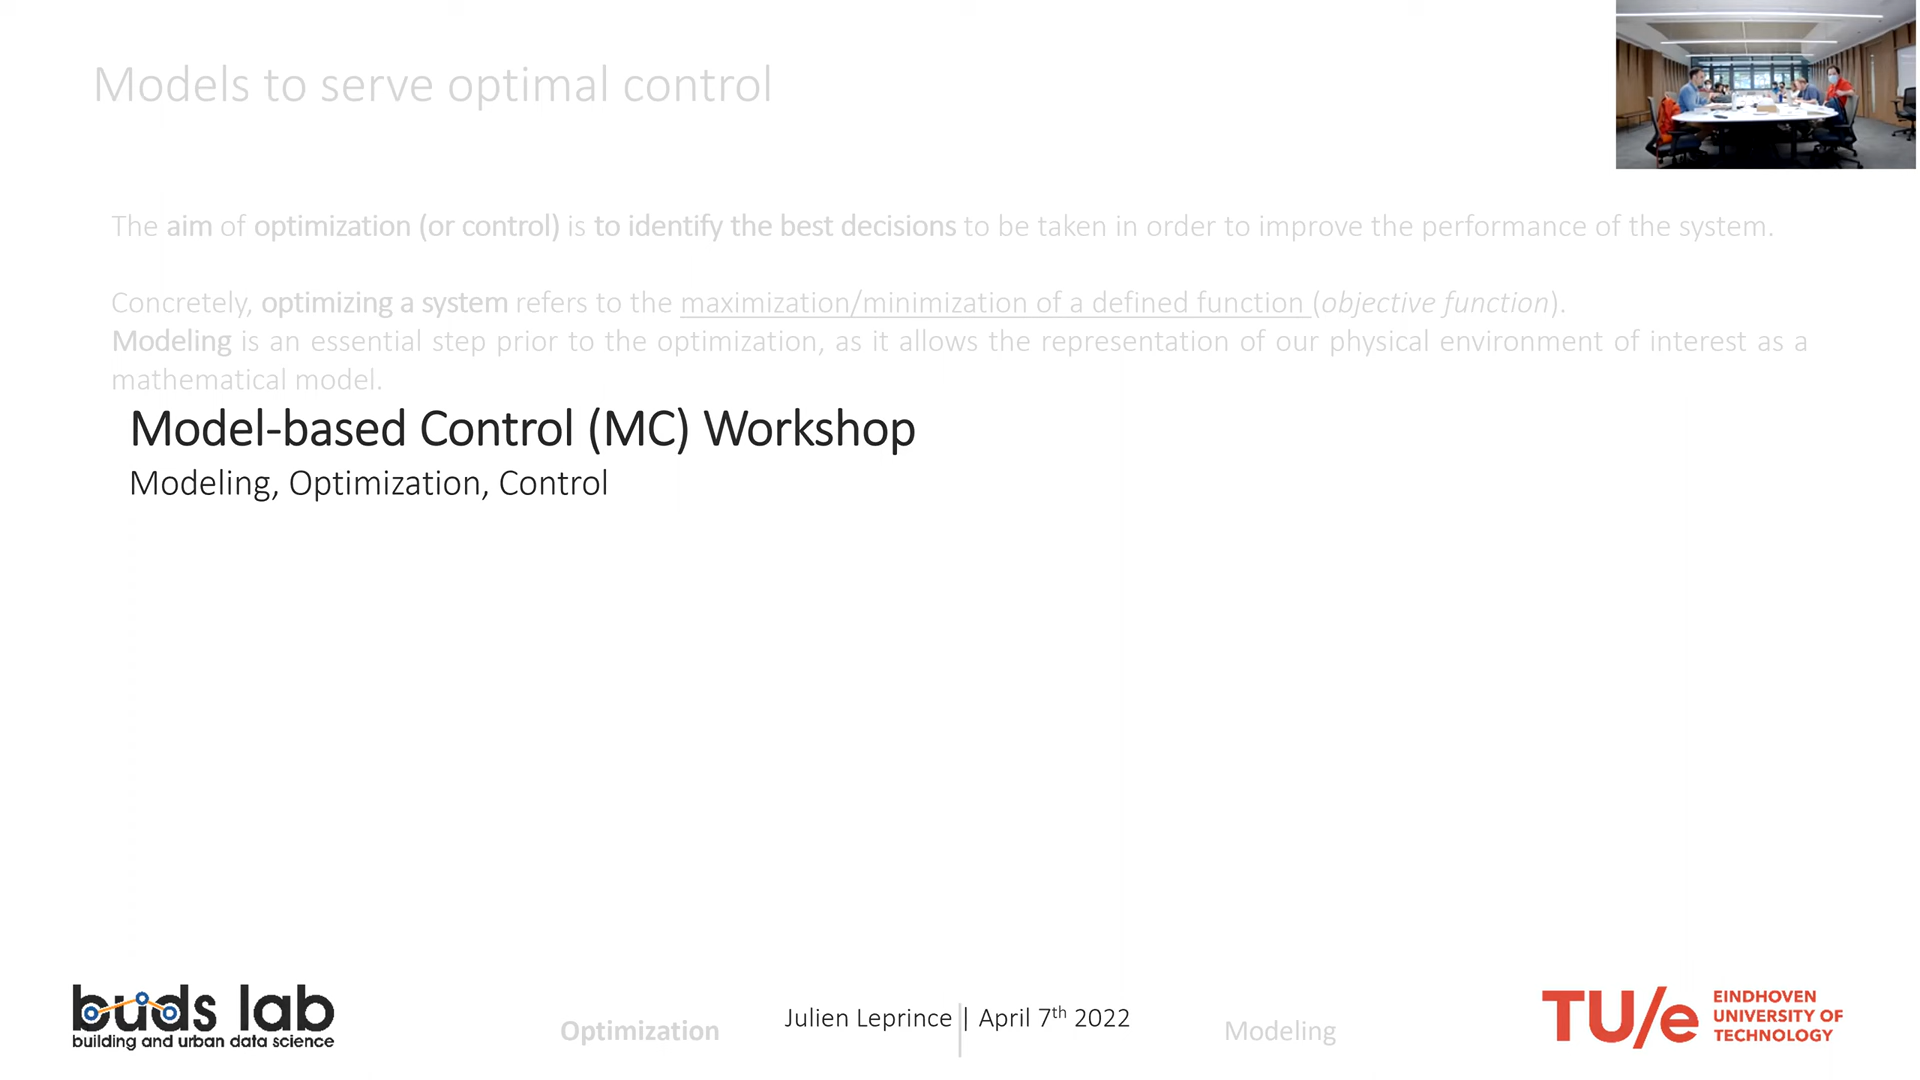 Models to serve optimal control
The aim of optimization (or control) is to identify the best decisions to be taken in order to improve the performance of the system.
Concretely, optimizing a system refers to the maximization/minimization of a defined function (objective function).
Modeling is an essential step prior to the optimization, as it allows the representation of our physical environment of interest as a
mathematical model.
Model-based Control (MC) Workshop
Modeling, Optimization, Control
buds lab
building and urban data science
Optimization
Julien Leprince | April 7th 2022
Modeling
TU/e
EINDHOVEN
UNIVERSITY OF
TECHNOLOGY